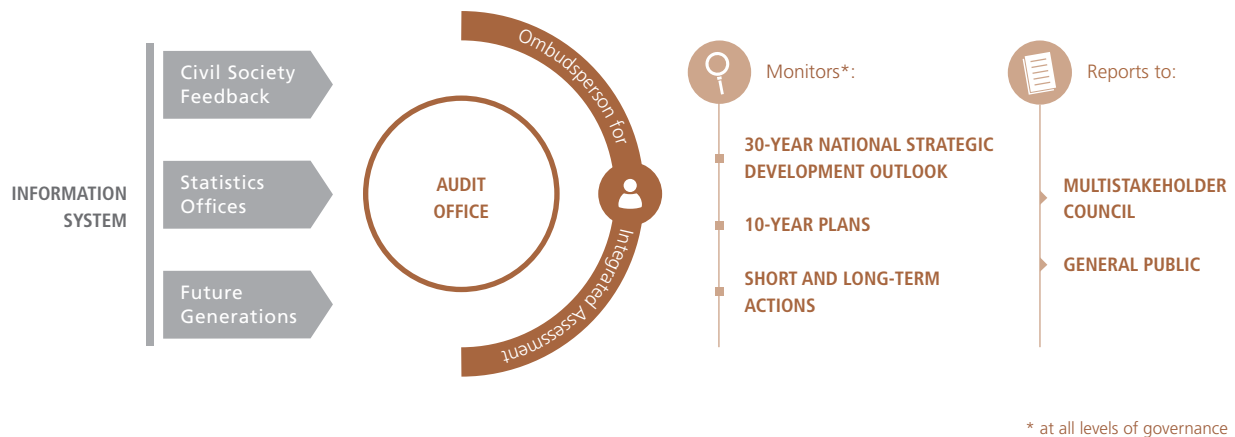 INFORMATION
SYSTEM
Civil Society
Feedback
Statistics
Offices
Future
Generations
AUDIT
OFFICE
Ombudsperson for
Integrated Assessment
Monitors*:
30-YEAR NATIONAL STRATEGIC
DEVELOPMENT OUTLOOK
10-YEAR PLANS
SHORT AND LONG-TERM
ACTIONS
Reports to:
MULTISTAKEHOLDER
COUNCIL
GENERAL PUBLIC
* at all levels of governance